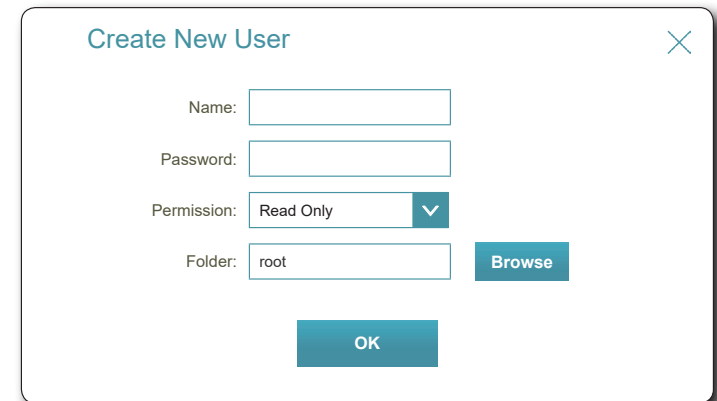 Create New User
Name:
Password:
Permission: Read Only
Folder: root Browse
OK